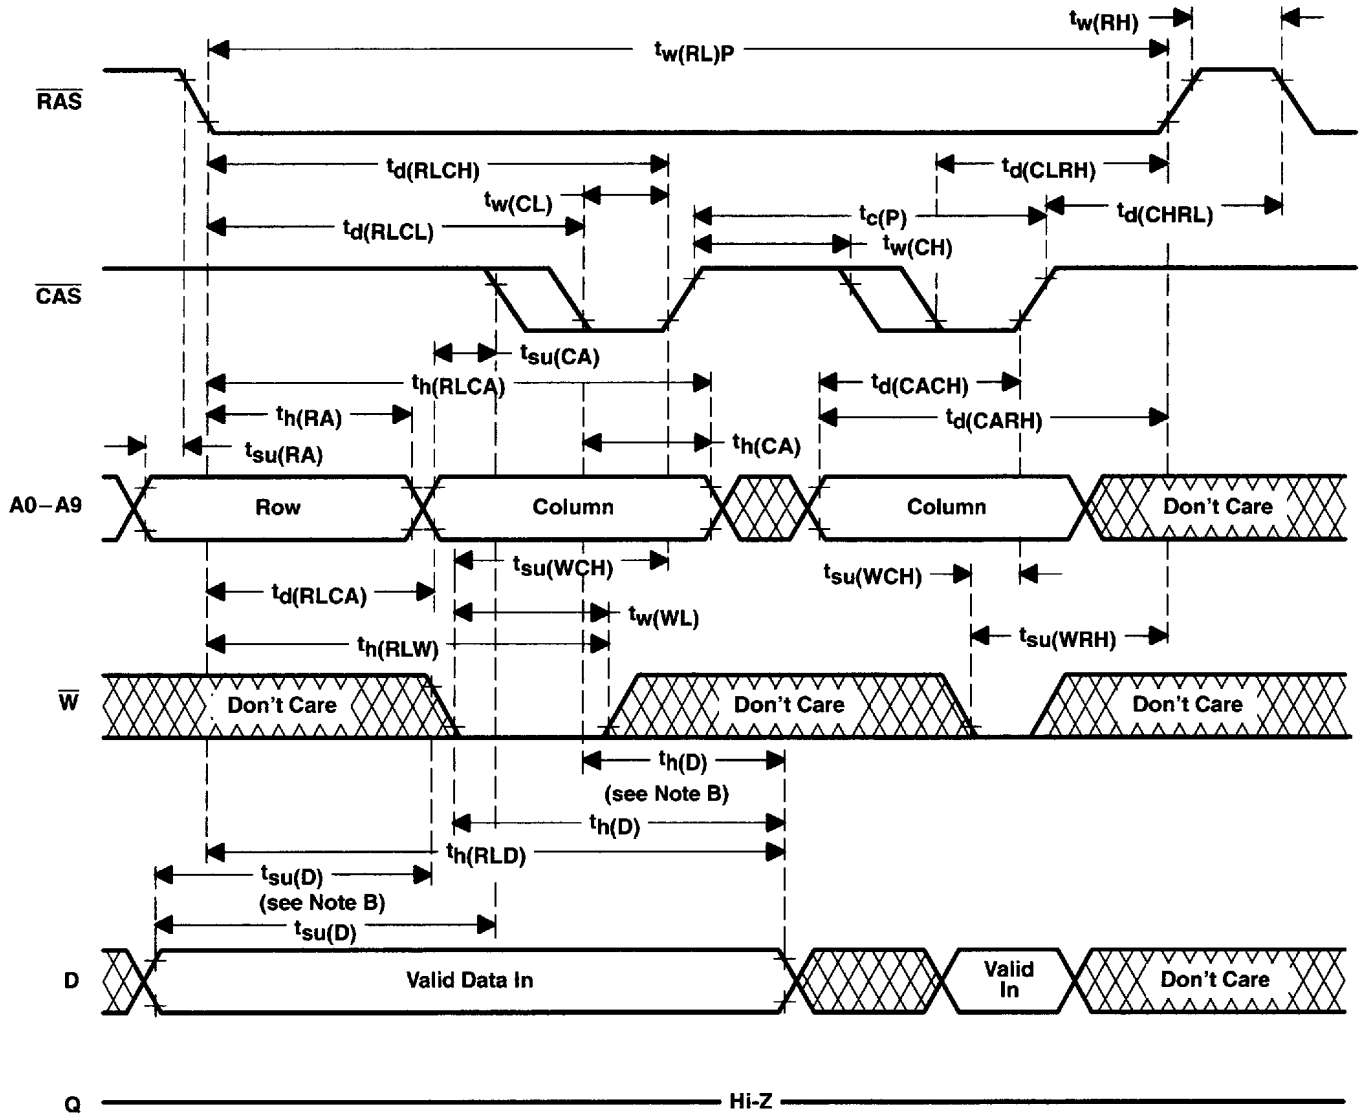 tw(RH)
tw(RL)P
RAS
td(RLCH)
td(CLRH)
tw(CL)
tc(P)
td(CHRL)
td(RLCL)
tw(CH)
CAS
tsu(CA)
th(RLCA)
td(CACH)
th(RA)
td(CARH)
tsu(RA)
th(CA)
A0–A9
Row
Column
Column
Don't Care
tsu(WCH)
tsu(WCH)
td(RLCA)
tw(WL)
th(RLW)
tsu(WRH)
W
Don't Care
Don't Care
Don't Care
th(D)
(see Note B)
th(D)
th(RLD)
tsu(D)
(see Note B)
tsu(D)
D
Valid Data In
Valid
In
Don't Care
Q
Hi-Z